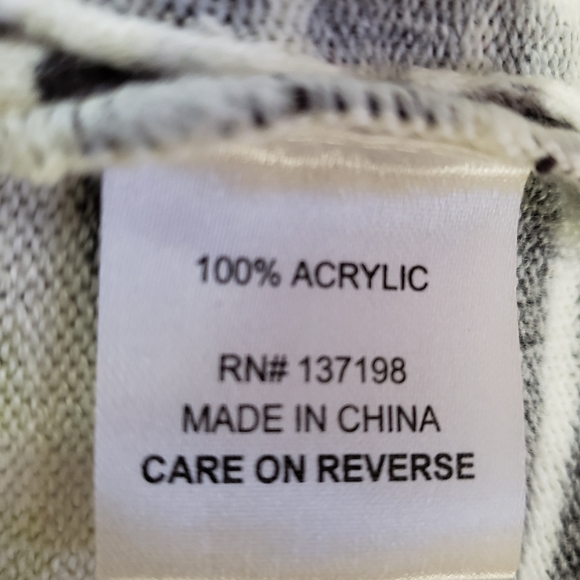 100% ACRYLIC
RN# 137198
MADE IN CHINA
CARE ON REVERSE